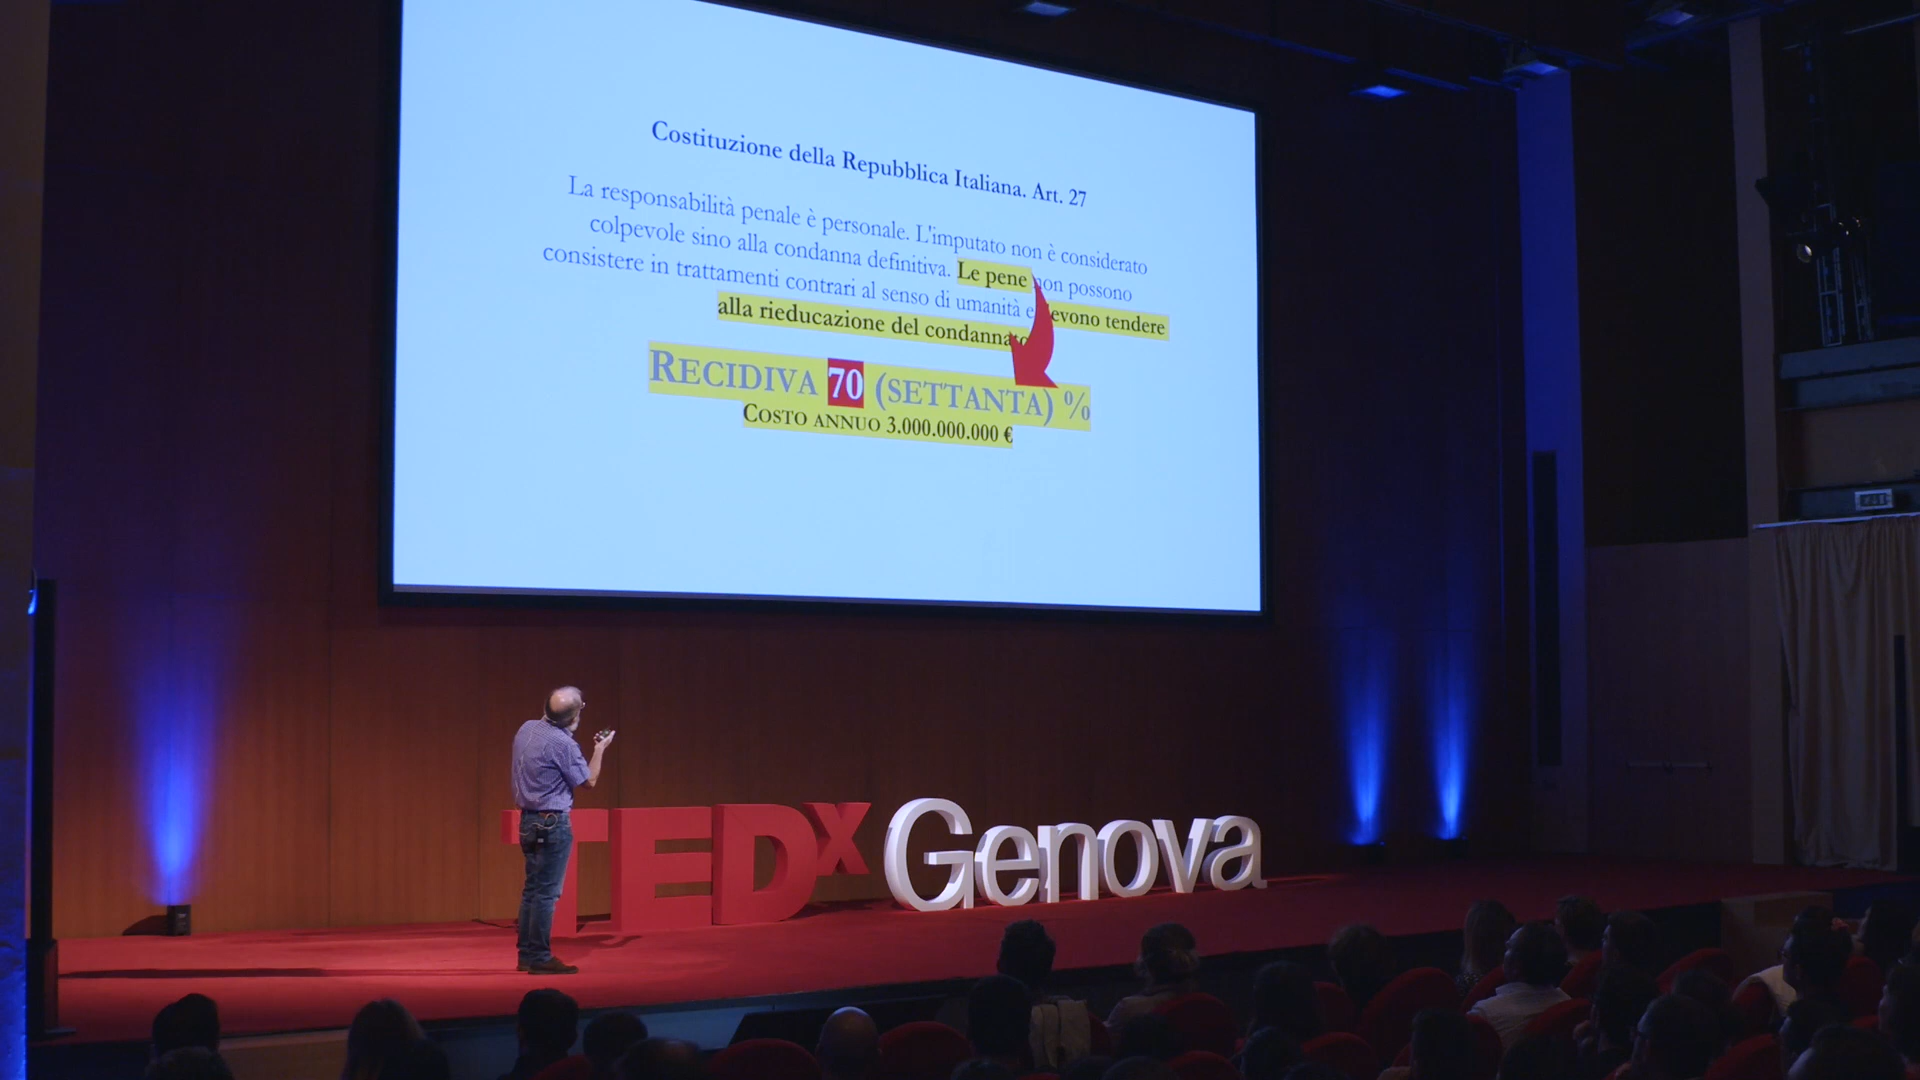 Costituzione della Repubblica Italiana. Art. 27
La responsabilità penale è personale. L'imputato non è considerato
colpevole sino alla condanna definitiva. Le pene non possono
consistere in trattamenti contrari al senso di umanità e devono tendere
alla rieducazione del condannato
RECIDIVA 70 (SETTANTA) %
COSTO ANNUO 3.000.000.000 €
TEDx Genova